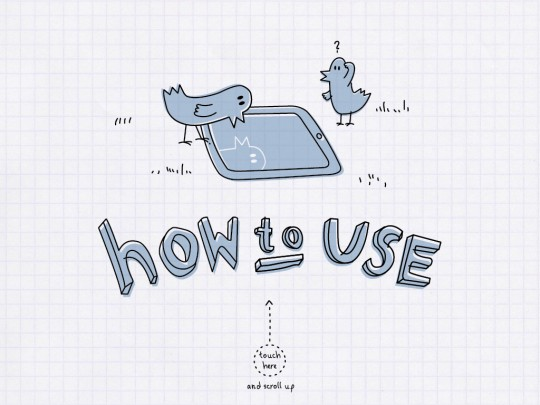 ?
how to USE
touch
here
and scroll up